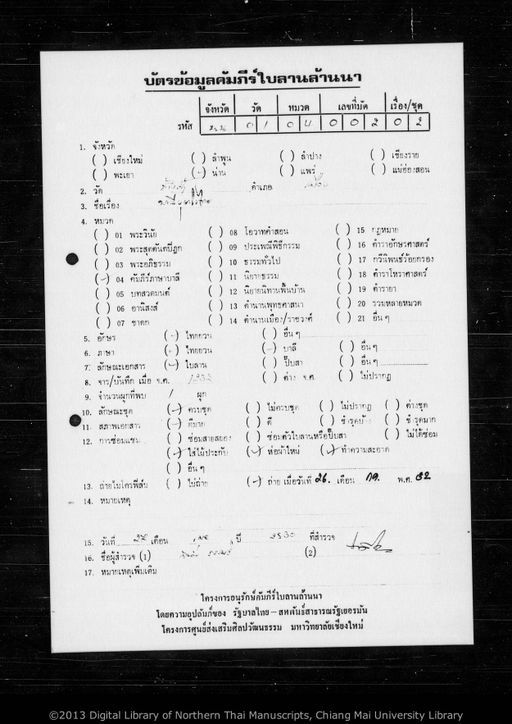 บัตรข้อมูลคัมภีร์ใบลานล้านนา
จังหวัด วัด หมวด เลขที่มัด เรื่อง/ชุด
รหัส 0 1 0 4 0 0 2 0 2
1. จังหวัด
( ) เชียงใหม่ ( ) ลำพูน ( ) ลำปาง ( ) เชียงราย
( ) พะเยา (-) น่าน ( ) แพร่ ( ) แม่ฮ่องสอน
2. วัด อำเภอ
3. ชื่อเรื่อง
4. หมวด
( ) 01 พระวินัย ( ) 08 โอวาทคำสอน ( ) 15 กฎหมาย
( ) 02 พระสุตตันตปิฎก ( ) 09 ประเพณีพิธีกรรม ( ) 16 ตำราอักษรศาสตร์
( ) 03 พระอภิธรรม ( ) 10 ธรรมทั่วไป ( ) 17 กวีนิพนธ์ร้อยกรอง
(-) 04 คัมภีร์ภาษาบาลี ( ) 11 นิยายธรรม ( ) 18 ตำราโหราศาสตร์
( ) 05 บทสวดมนต์ ( ) 12 นิยายนิทานพื้นบ้าน ( ) 19 ตำรายา
( ) 06 อานิสงส์ ( ) 13 ตำนานพุทธศาสนา ( ) 20 รวมหลายหมวด
( ) 07 ชาดก ( ) 14 ตำนานเมือง/ราชวงศ์ ( ) 21 อื่น ๆ
5. อักษร (-) ไทยยวน ( ) อื่น ๆ
6. ภาษา (-) ไทยยวน (-) บาลี ( ) อื่น ๆ
7. ลักษณะเอกสาร (-) ใบลาน ( ) ปั๊บสา ( ) อื่น ๆ
8. จาร/บันทึก เมื่อ จ.ศ. ( ) ค่าง จ.ศ. ( ) ไม่ปรากฏ
9. จำนวนผูกที่พบ / ผูก
10. ลักษณะชุด (-) ครบชุด ( ) ไม่ครบชุด ( ) ไม่ปรากฏ ( ) ค้างชุด
11. สภาพเอกสาร (-) ดีมาก ( ) ดี ( ) ชำรุดบ้าง ( ) ชำรุดมาก
12. การซ่อมแซม ( ) ซ่อมสายสยอง ( ) ซ่อมตัวใบลานหรือปั๊บสา ( ) ไม่ได้ซ่อม
(-) ใส่ไม้ประกับ (-) ห่อผ้าใหม่ (-) ทำความสะอาด
( ) อื่น ๆ
13. ถ่ายไมโครฟิล์ม ( ) ไม่ถ่าย (-) ถ่าย เมื่อวันที่ 26. เดือน กย. พ.ศ. 32
14. หมายเหตุ
15. วันที่ เดือน ปี 2530 ที่สำรวจ
16. ชื่อผู้สำรวจ (1) (2)
17. หมายเหตุเพิ่มเติม
โครงการอนุรักษ์คัมภีร์ใบลานล้านนา
โดยความอุปถัมภ์ของ รัฐบาลไทย - สหพันธ์สาธารณรัฐเยอรมัน
โครงการศูนย์ส่งเสริมศิลปวัฒนธรรม มหาวิทยาลัยเชียงใหม่
©2013 Digital Library of Northern Thai Manuscripts, Chiang Mai University Library